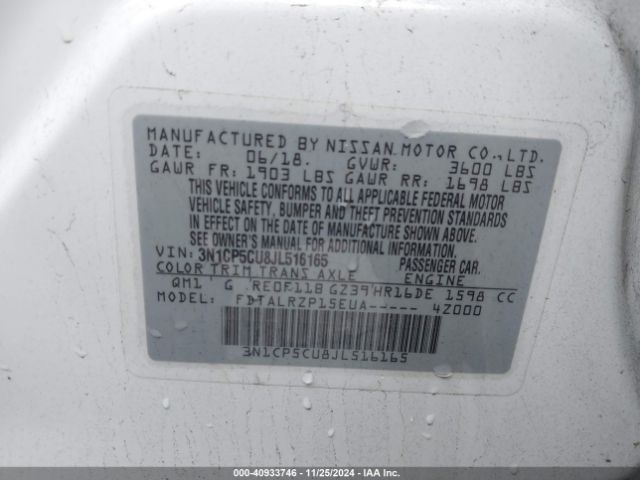 MANUFACTURED BY NISSAN MOTOR CO., LTD.
DATE: 06/18. GVWR: 3600 LBS
GAWR FR: 1903 LBS GAWR RR: 1698 LBS
THIS VEHICLE CONFORMS TO ALL APPLICABLE FEDERAL MOTOR
VEHICLE SAFETY, BUMPER AND THEFT PREVENTION STANDARDS
IN EFFECT ON THE DATE OF MANUFACTURE SHOWN ABOVE.
SEE OWNER'S MANUAL FOR ADDITIONAL INFORMATION.
VIN: 3N1CP5CU8JL516165 PASSENGER CAR.
COLOR TRIM TRANS AXLE ENGINE
QM1 G RE0F11B GZ39 HR16DE 1598 CC
MODEL: FDTALRZP15EUA----- 4Z000
3N1CP5CU8JL516165
000-40933746 - 11/25/2024 - IAA Inc.